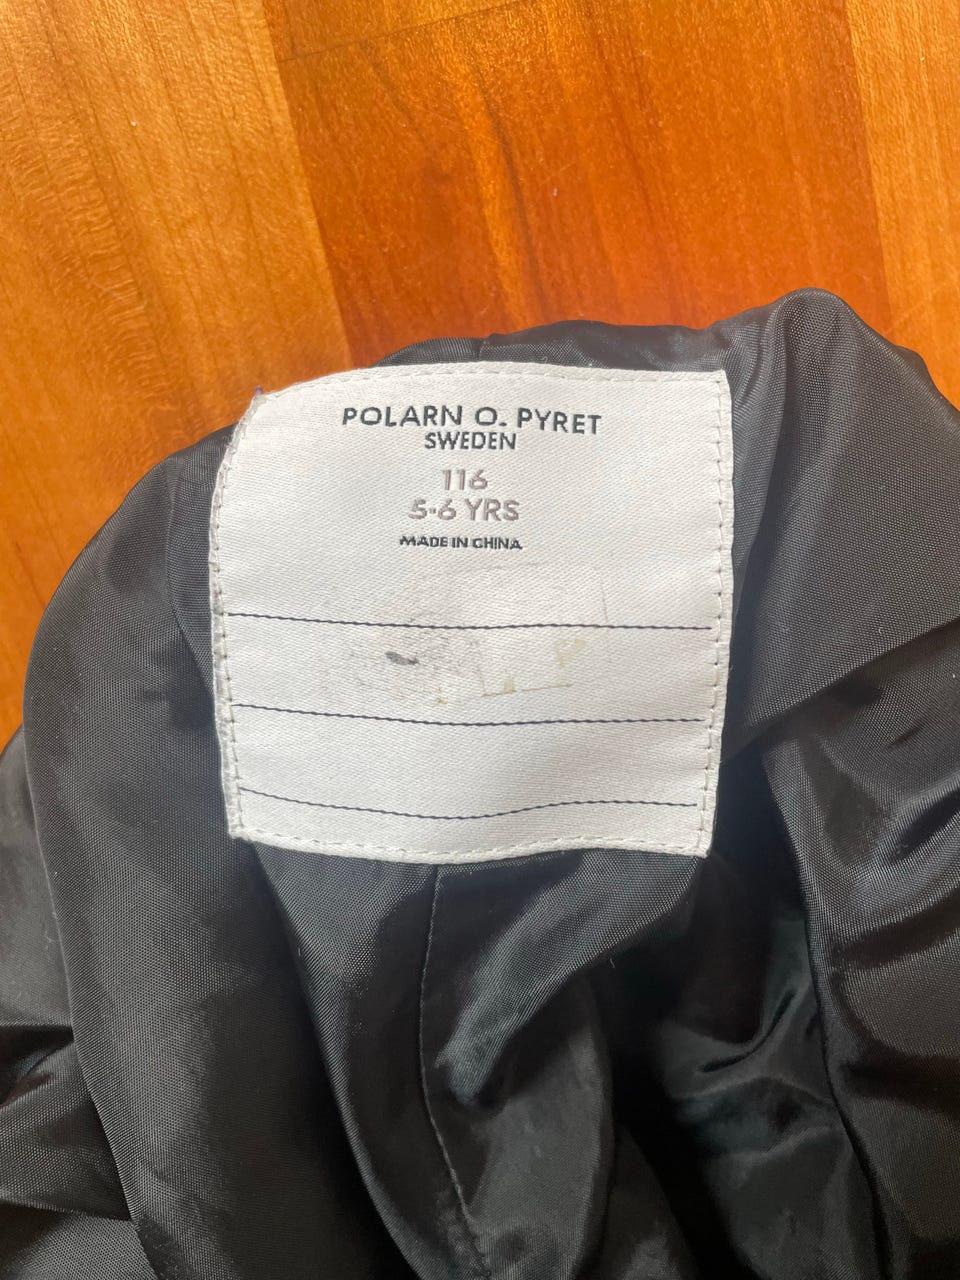 POLARN O. PYRET
SWEDEN
116
5-6 YRS
MADE IN CHINA